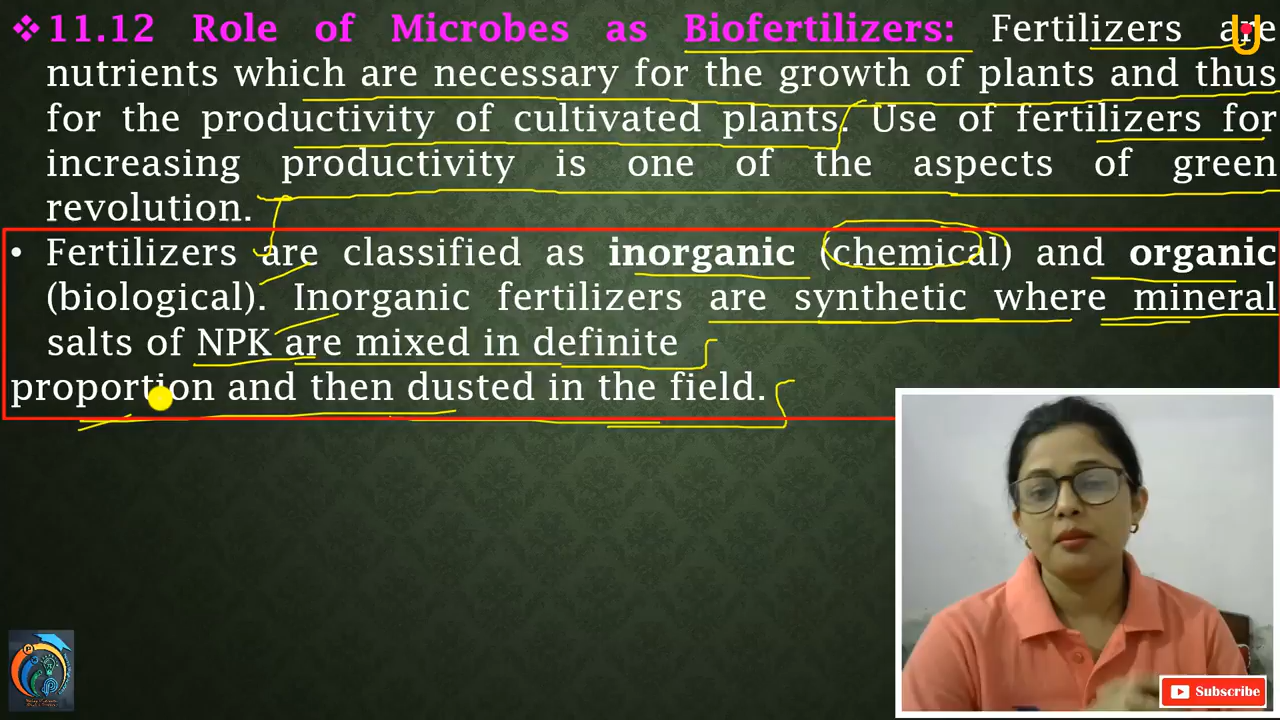 ❖ 11.12 Role of Microbes as Biofertilizers: Fertilizers are
nutrients which are necessary for the growth of plants and thus
for the productivity of cultivated plants. Use of fertilizers for
increasing productivity is one of the aspects of green
revolution.
• Fertilizers are classified as inorganic (chemical) and organic
(biological). Inorganic fertilizers are synthetic where mineral
salts of NPK are mixed in definite
proportion and then dusted in the field.
Subscribe